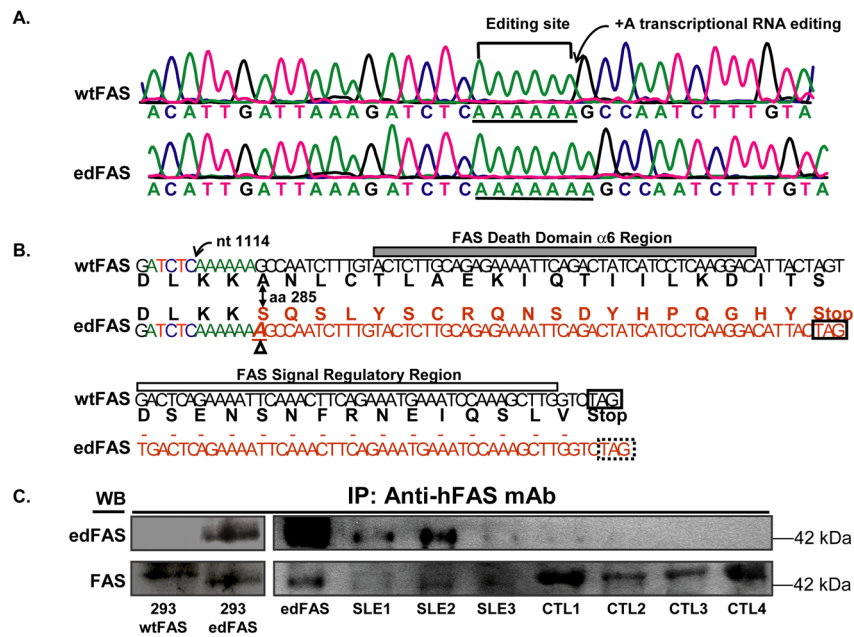 A.
Editing site
+A transcriptional RNA editing
wtFAS
ACATTGATTAAAGATCTCAAAAAAGCCAATCTTTGTA
edFAS
ACATTGATTAAAGATCTCAAAAAAAGCCAATCTTTGTA
B.
nt 1114
FAS Death Domain α6 Region
wtFAS
GATCTCAAAAAAGCCAATCTTTGTACTCTTGCAGAGAAAATTCAGACTATCATCCTCAAGGACATTACTAGT
D L K K A N L C T L A E K I Q T I I L K D I T S
aa 285
D L K K S Q S L Y S C R Q N S D Y H P Q G H Y Stop
edFAS
GATCTCAAAAAAAGCCAATCTTTGTACTCTTGCAGAGAAAATTCAGACTATCATCCTCAAGGACATTACTAG
Δ
FAS Signal Regulatory Region
wtFAS
GACTCAGAAAATTCAAACTTCAGAAATGAAATCCAAAGCTTGGTCTAG
D S E N S N F R N E I Q S L V Stop
edFAS
TGACTCAGAAAATTCAAACTTCAGAAATGAAATCCAAAGCTTGGTCTAG
C.
WB
IP: Anti-hFAS mAb
edFAS
42 kDa
FAS
42 kDa
293 wtFAS
293 edFAS
edFAS SLE1 SLE2 SLE3 CTL1 CTL2 CTL3 CTL4